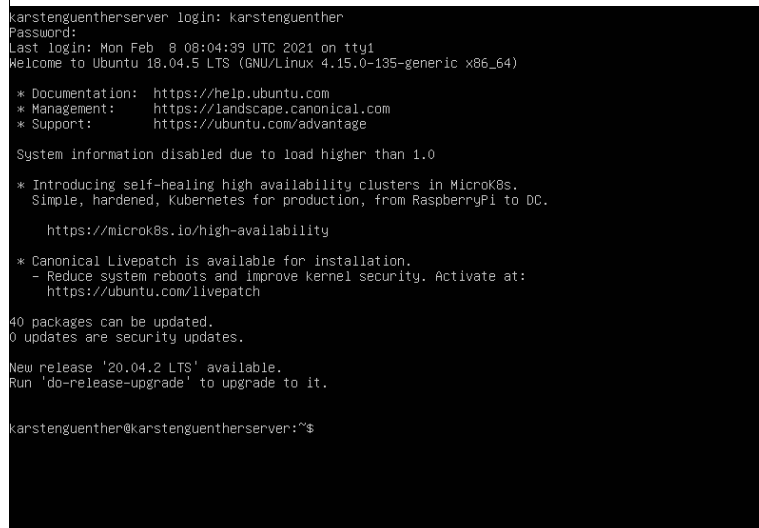 karstenguentherserver login: karstenguenther
Password:
Last login: Mon Feb  8 08:04:39 UTC 2021 on tty1
Welcome to Ubuntu 18.04.5 LTS (GNU/Linux 4.15.0-135-generic x86_64)
 * Documentation:  https://help.ubuntu.com
 * Management:     https://landscape.canonical.com
 * Support:        https://ubuntu.com/advantage
 System information disabled due to load higher than 1.0
 * Introducing self-healing high availability clusters in MicroK8s.
   Simple, hardened, Kubernetes for production, from RaspberryPi to DC.
     https://microk8s.io/high-availability
 * Canonical Livepatch is available for installation.
   - Reduce system reboots and improve kernel security. Activate at:
     https://ubuntu.com/livepatch
40 packages can be updated.
0 updates are security updates.
New release '20.04.2 LTS' available.
Run 'do-release-upgrade' to upgrade to it.
karstenguenther@karstenguentherserver:~$